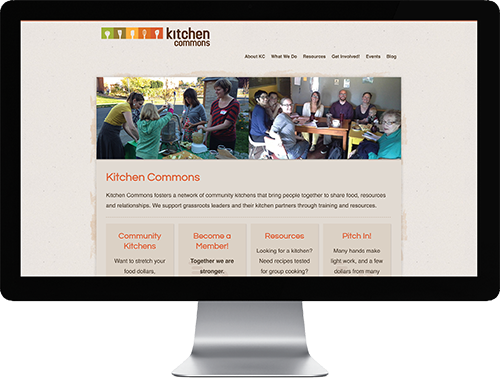 kitchen
commons
About KC What We Do Resources Get Involved! Events Blog
Kitchen Commons
Kitchen Commons fosters a network of community kitchens that bring people together to share food, resources
and relationships. We support grassroots leaders and their kitchen partners through training and resources.
Community
Kitchens
Want to stretch your
food dollars,
Become a
Member!
Together we are
stronger.
Resources
Looking for a kitchen?
Need recipes tested
for group cooking?
Pitch In!
Many hands make
light work, and a few
dollars from many